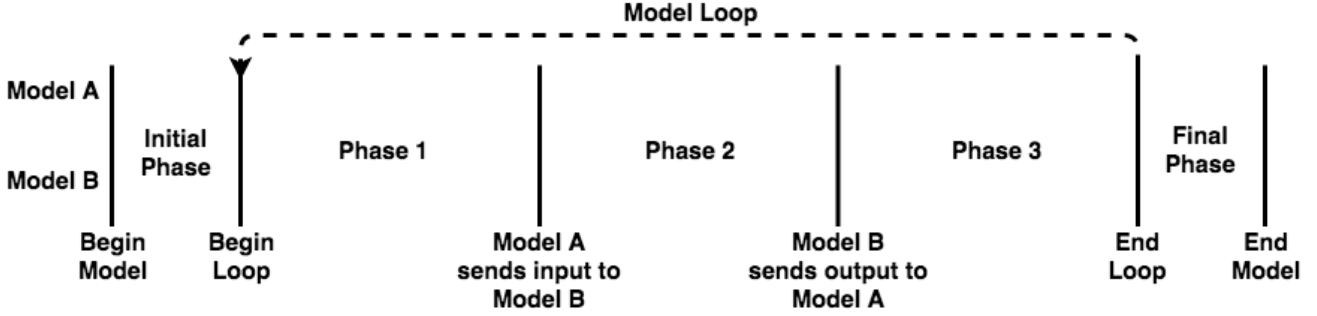 Model Loop
Model A
Model B
Initial
Phase
Phase 1
Phase 2
Phase 3
Final
Phase
Begin
Model
Begin
Loop
Model A
sends input to
Model B
Model B
sends output to
Model A
End
Loop
End
Model